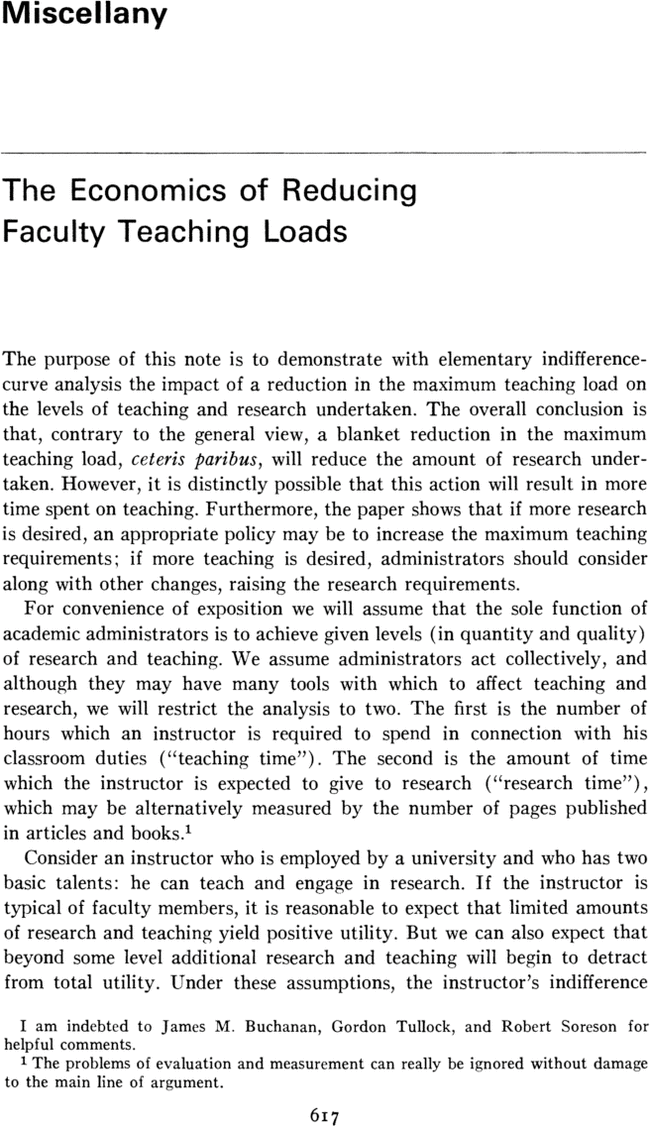 Miscellany
The Economics of Reducing
Faculty Teaching Loads
The purpose of this note is to demonstrate with elementary indifference-
curve analysis the impact of a reduction in the maximum teaching load on
the levels of teaching and research undertaken. The overall conclusion is
that, contrary to the general view, a blanket reduction in the maximum
teaching load, ceteris paribus, will reduce the amount of research under-
taken. However, it is distinctly possible that this action will result in more
time spent on teaching. Furthermore, the paper shows that if more research
is desired, an appropriate policy may be to increase the maximum teaching
requirements; if more teaching is desired, administrators should consider
along with other changes, raising the research requirements.
For convenience of exposition we will assume that the sole function of
academic administrators is to achieve given levels (in quantity and quality)
of research and teaching. We assume administrators act collectively, and
although they may have many tools with which to affect teaching and
research, we will restrict the analysis to two. The first is the number of
hours which an instructor is required to spend in connection with his
classroom duties (“teaching time”). The second is the amount of time
which the instructor is expected to give to research (“research time”),
which may be alternatively measured by the number of pages published
in articles and books.¹
Consider an instructor who is employed by a university and who has two
basic talents: he can teach and engage in research. If the instructor is
typical of faculty members, it is reasonable to expect that limited amounts
of research and teaching yield positive utility. But we can also expect that
beyond some level additional research and teaching will begin to detract
from total utility. Under these assumptions, the instructor’s indifference
I am indebted to James M. Buchanan, Gordon Tullock, and Robert Soreson for
helpful comments.
¹ The problems of evaluation and measurement can really be ignored without damage
to the main line of argument.
617